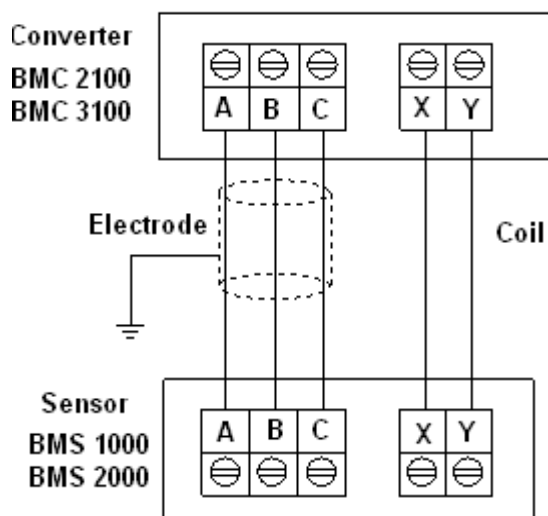 Converter
BMC 2100
BMC 3100
A B C X Y
Electrode
Coil
Sensor
BMS 1000
BMS 2000
A B C X Y